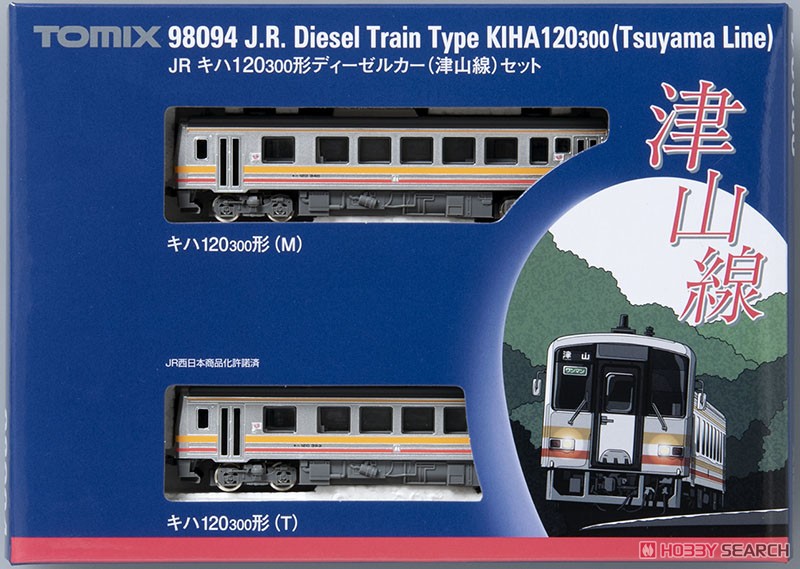 TOMIX 98094 J.R. Diesel Train Type KIHA120300(Tsuyama Line)
JR キハ120300形ディーゼルカー(津山線)セット
津山線
キハ120300形(M)
JR西日本商品化許諾済
津山
ワンマン
キハ120300形(T)
HOBBY SEARCH